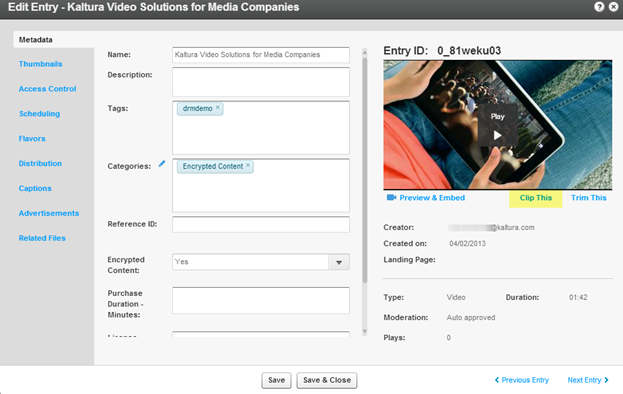 Edit Entry - Kaltura Video Solutions for Media Companies
Metadata
Thumbnails
Access Control
Scheduling
Flavors
Distribution
Captions
Advertisements
Related Files
Name:
Kaltura Video Solutions for Media Companies
Description:
Tags:
drmdemo ×
Categories:
Encrypted Content ×
Reference ID:
Encrypted Content:
Yes
Purchase Duration - Minutes:
Entry ID: 0_81weku03
Play
Preview & Embed
Clip This
Trim This
Creator: @kaltura.com
Created on: 04/02/2013
Landing Page:
Type: Video Duration: 01:42
Moderation: Auto approved
Plays: 0
Save
Save & Close
Previous Entry
Next Entry